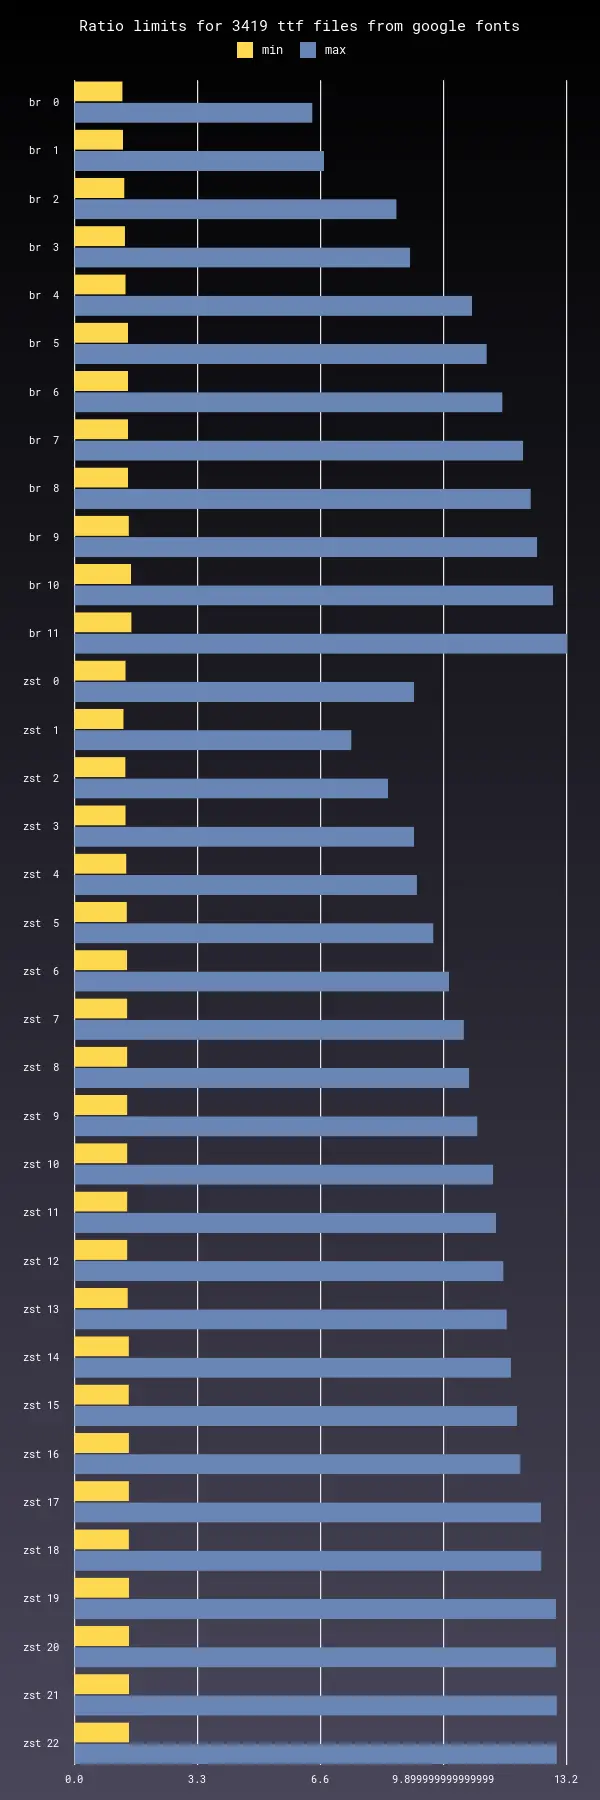 Ratio limits for 3419 ttf files from google fonts
min max
br 0
br 1
br 2
br 3
br 4
br 5
br 6
br 7
br 8
br 9
br 10
br 11
zst 0
zst 1
zst 2
zst 3
zst 4
zst 5
zst 6
zst 7
zst 8
zst 9
zst 10
zst 11
zst 12
zst 13
zst 14
zst 15
zst 16
zst 17
zst 18
zst 19
zst 20
zst 21
zst 22
0.0 3.3 6.6 9.899999999999999 13.2